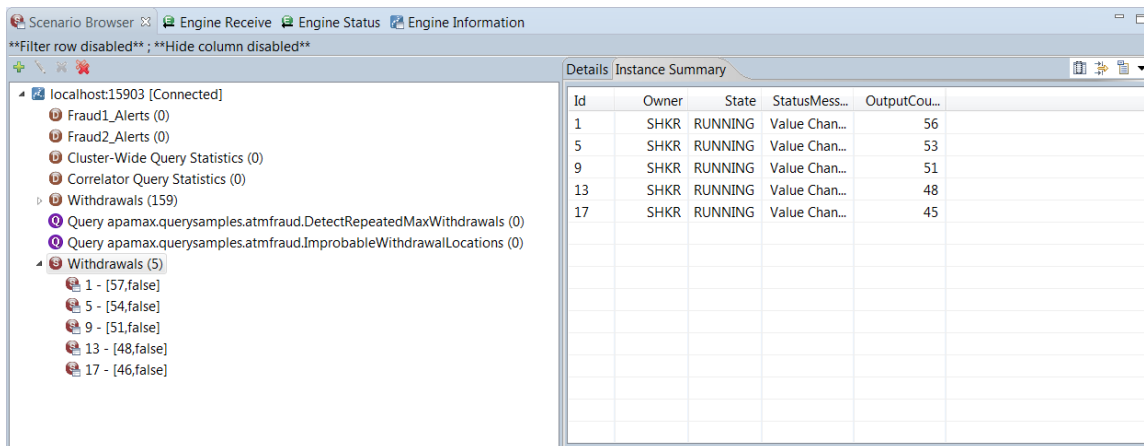 Scenario Browser Engine Receive Engine Status Engine Information
**Filter row disabled** ; **Hide column disabled**
Details Instance Summary
localhost:15903 [Connected]
Fraud1_Alerts (0)
Fraud2_Alerts (0)
Cluster-Wide Query Statistics (0)
Correlator Query Statistics (0)
Withdrawals (159)
Query apamax.querysamples.atmfraud.DetectRepeatedMaxWithdrawals (0)
Query apamax.querysamples.atmfraud.ImprobableWithdrawalLocations (0)
Withdrawals (5)
1 - [57,false]
5 - [54,false]
9 - [51,false]
13 - [48,false]
17 - [46,false]
Id Owner State StatusMess... OutputCou...
1 SHKR RUNNING Value Chan... 56
5 SHKR RUNNING Value Chan... 53
9 SHKR RUNNING Value Chan... 51
13 SHKR RUNNING Value Chan... 48
17 SHKR RUNNING Value Chan... 45